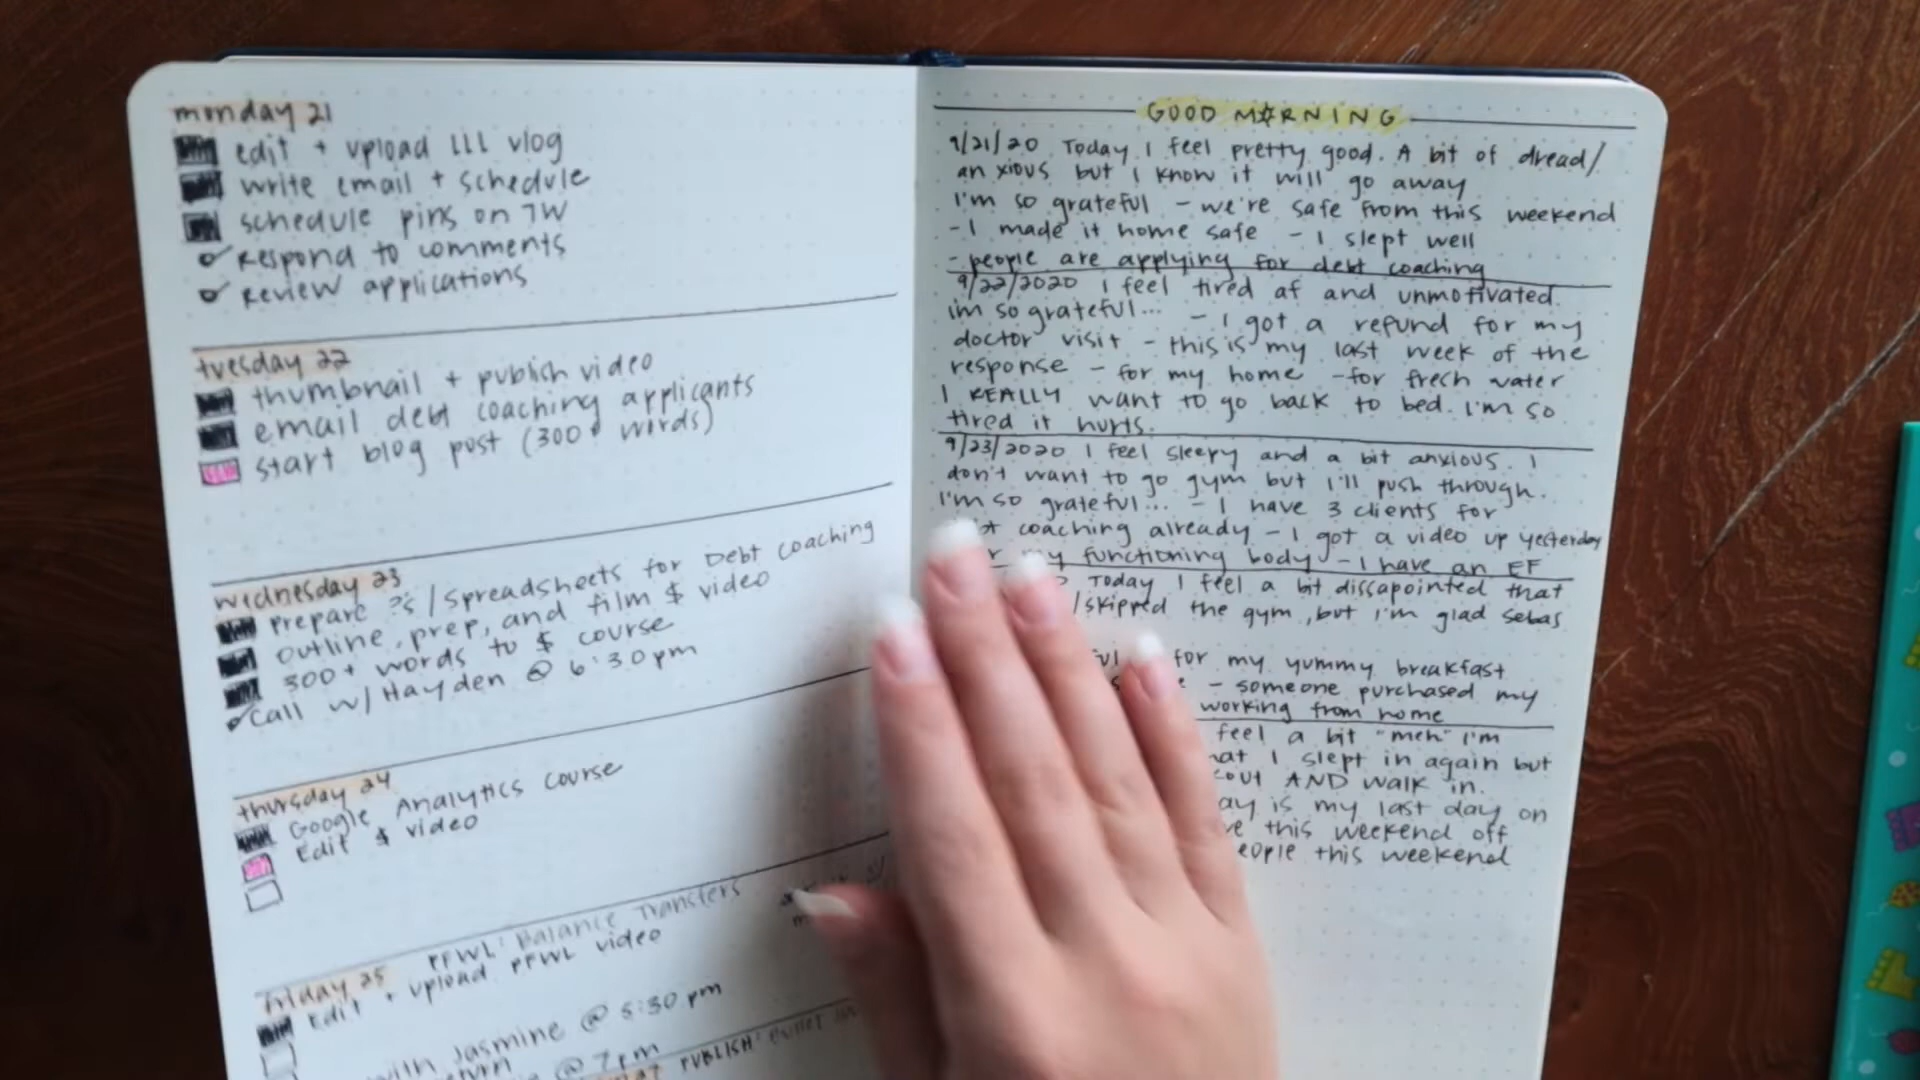 monday 21
edit + upload LLL vlog
write email + schedule
schedule pins on TW
respond to comments
review applications
tuesday 22
thumbnail + publish video
email debt coaching applicants
start blog post (300+ words)
wednesday 23
prepare ?s / spreadsheets for Debt coaching
outline, prep, and film $ video
300+ words to $ course
call w/ Hayden @ 6:30pm
thursday 24
Google Analytics course
Edit $ video
friday 25 PFWL: Balance Transfers
Edit + upload PFWL video
with Jasmine @ 5:30 pm
@ 7pm
PUBLISH: Bullet
GOOD MORNING
9/21/20 Today I feel pretty good. A bit of dread/
anxious but I know it will go away
I'm so grateful - we're safe from this weekend
- I made it home safe - I slept well
- people are applying for debt coaching
9/22/2020 I feel tired af and unmotivated.
im so grateful... - I got a refund for my
doctor visit - this is my last week of the
response - for my home - for fresh water
I REALLY want to go back to bed. I'm so
tired it hurts.
9/23/2020 I feel sleepy and a bit anxious. I
don't want to go gym but I'll push through.
I'm so grateful... - I have 3 clients for
coaching already - I got a video up yesterday
my functioning body - I have an EF
Today I feel a bit dissapointed that
/skipped the gym, but I'm glad sebas
for my yummy breakfast
- someone purchased my
working from home
feel a bit "meh" I'm
I slept in again but
AND walk in.
is my last day on
this weekend off
this weekend